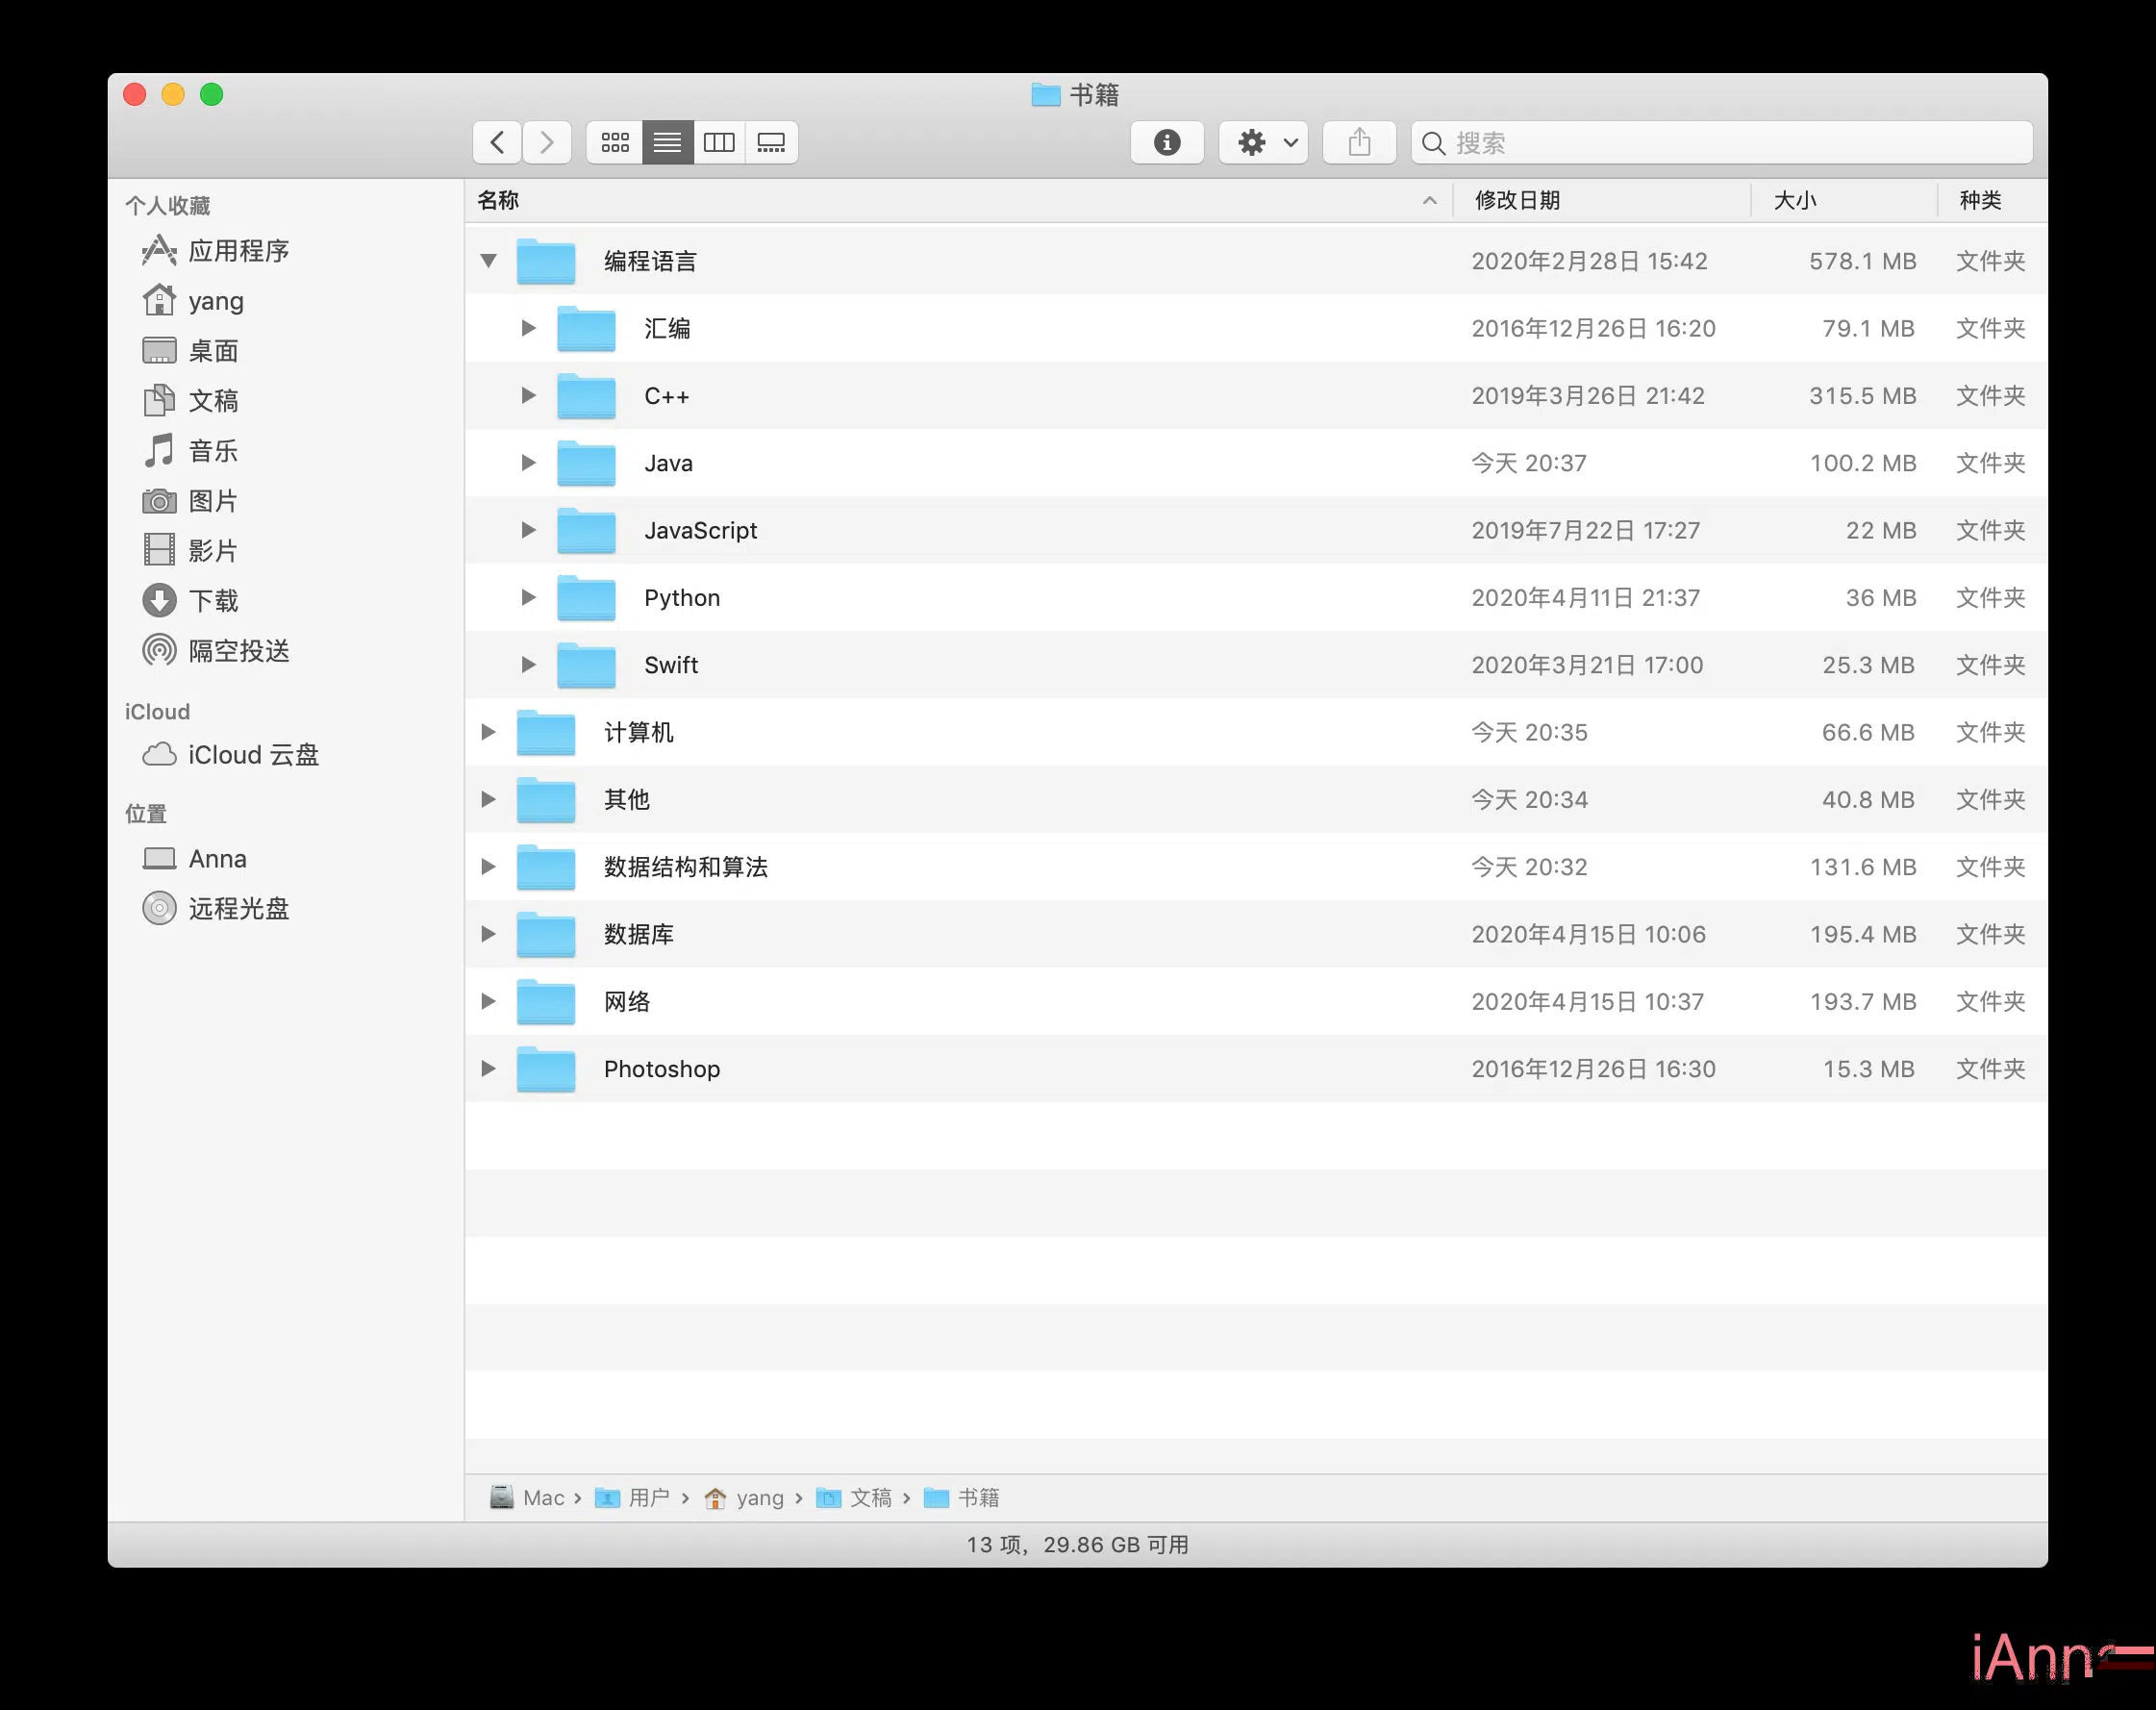 书籍
搜索
个人收藏
应用程序
yang
桌面
文稿
音乐
图片
影片
下载
隔空投送
iCloud
iCloud 云盘
位置
Anna
远程光盘
名称 修改日期 大小 种类
编程语言 2020年2月28日 15:42 578.1 MB 文件夹
汇编 2016年12月26日 16:20 79.1 MB 文件夹
C++ 2019年3月26日 21:42 315.5 MB 文件夹
Java 今天 20:37 100.2 MB 文件夹
JavaScript 2019年7月22日 17:27 22 MB 文件夹
Python 2020年4月11日 21:37 36 MB 文件夹
Swift 2020年3月21日 17:00 25.3 MB 文件夹
计算机 今天 20:35 66.6 MB 文件夹
其他 今天 20:34 40.8 MB 文件夹
数据结构和算法 今天 20:32 131.6 MB 文件夹
数据库 2020年4月15日 10:06 195.4 MB 文件夹
网络 2020年4月15日 10:37 193.7 MB 文件夹
Photoshop 2016年12月26日 16:30 15.3 MB 文件夹
Mac › 用户 › yang › 文稿 › 书籍
13 项，29.86 GB 可用